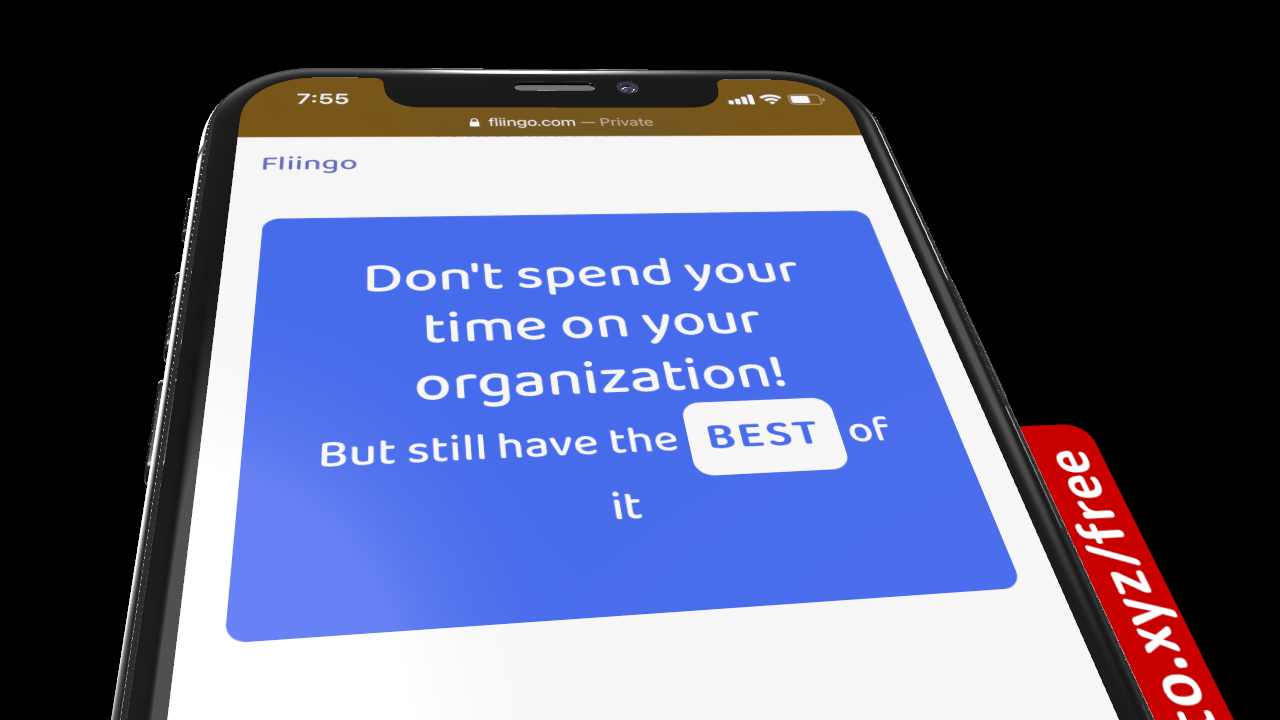 7:55
fliingo.com — Private
Fliingo
Don't spend your
time on your
organization!
But still have the BEST of
it
o.xyz/free